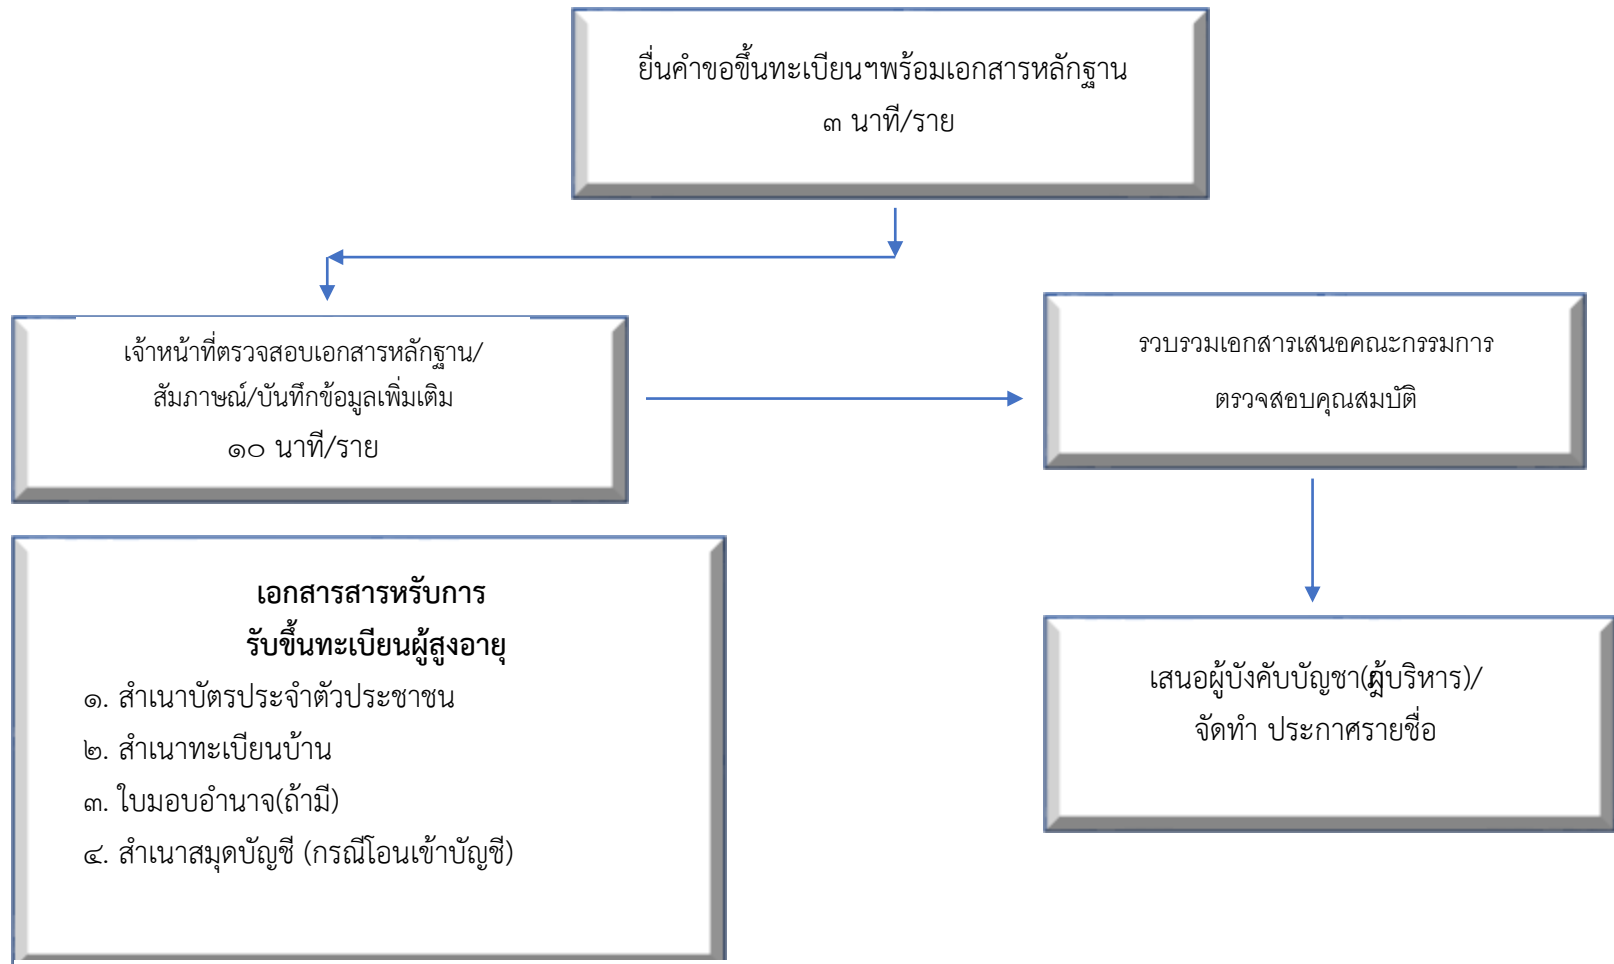 ยื่นคำขอขึ้นทะเบียนฯพร้อมเอกสารหลักฐาน
๓ นาที/ราย
เจ้าหน้าที่ตรวจสอบเอกสารหลักฐาน/
สัมภาษณ์/บันทึกข้อมูลเพิ่มเติม
๑๐ นาที/ราย
รวบรวมเอกสารเสนอคณะกรรมการ
ตรวจสอบคุณสมบัติ
เสนอผู้บังคับบัญชา(ผู้บริหาร)/
จัดทำ ประกาศรายชื่อ
เอกสารสารหรับการ
รับขึ้นทะเบียนผู้สูงอายุ
๑. สำเนาบัตรประจำตัวประชาชน
๒. สำเนาทะเบียนบ้าน
๓. ใบมอบอำนาจ(ถ้ามี)
๔. สำเนาสมุดบัญชี (กรณีโอนเข้าบัญชี)